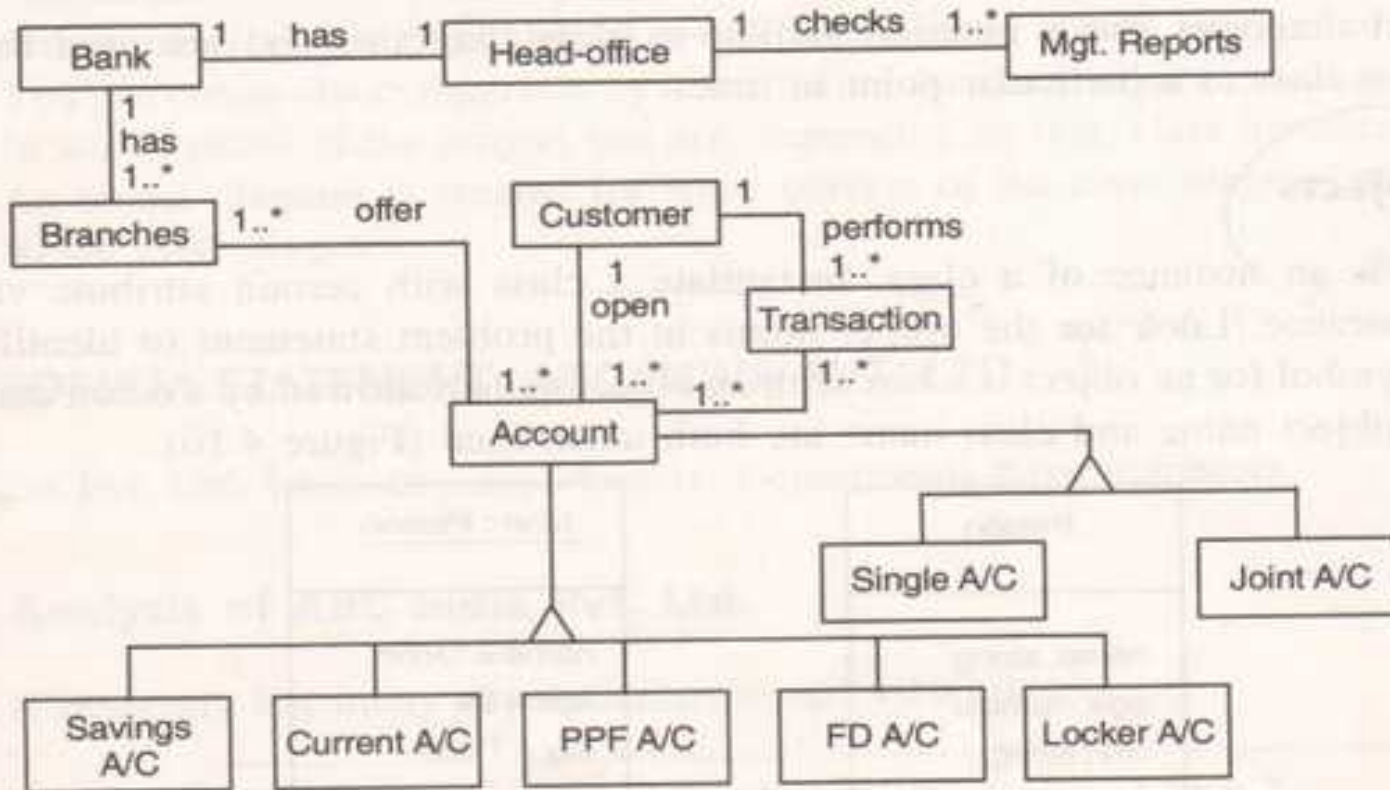 Bank
1 has 1
Head-office
1 checks 1..*
Mgt. Reports
1
has
1..*
Branches
1..* offer
Customer
1
performs
1..*
1
open
Transaction
1..* 1..* 1..* 1..*
Account
Single A/C
Joint A/C
Savings
A/C
Current A/C
PPF A/C
FD A/C
Locker A/C